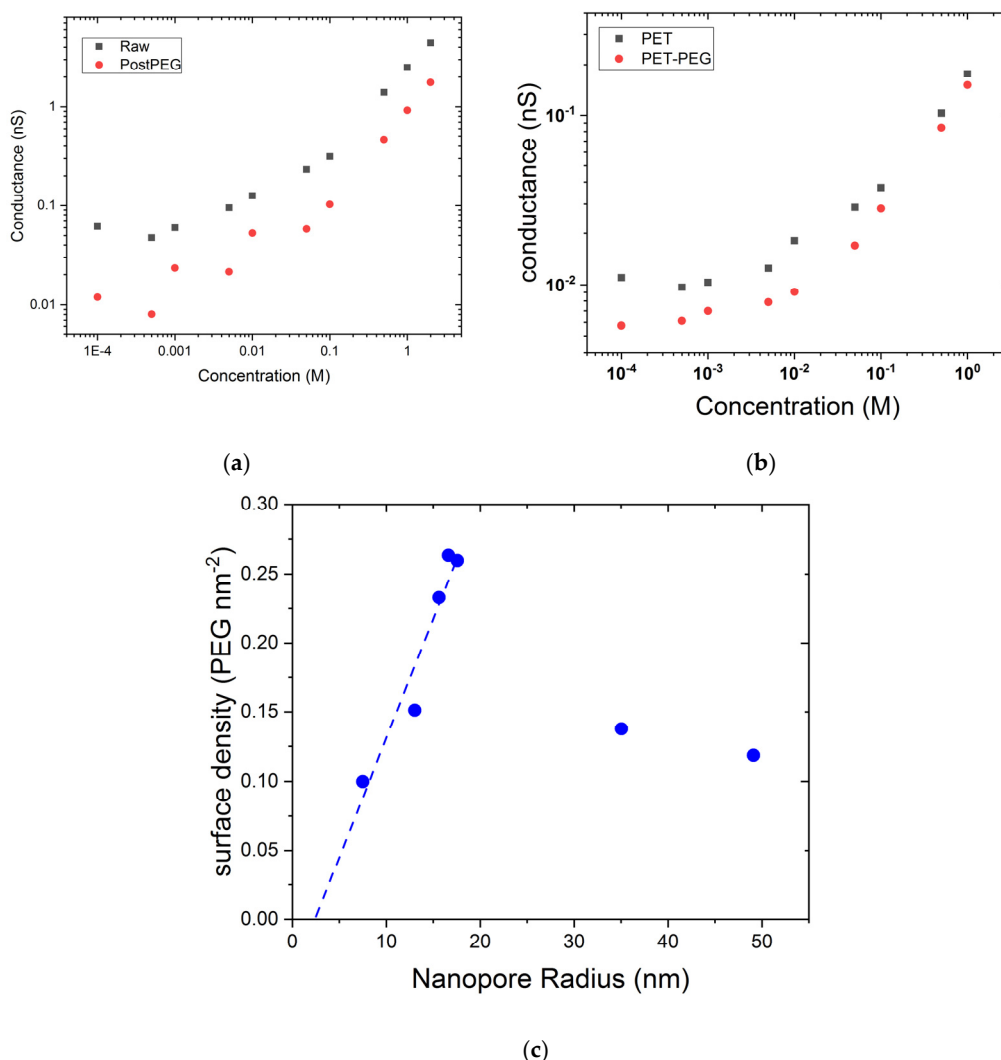 Raw
PostPEG
1
0.1
0.01
Conductance (nS)
1E-4 0.001 0.01 0.1 1
Concentration (M)
(a)
PET
PET-PEG
10⁻¹
10⁻²
conductance (nS)
10⁻⁴ 10⁻³ 10⁻² 10⁻¹ 10⁰
Concentration (M)
(b)
0.30
0.25
0.20
0.15
0.10
0.05
0.00
surface density (PEG nm⁻²)
0 10 20 30 40 50
Nanopore Radius (nm)
(c)